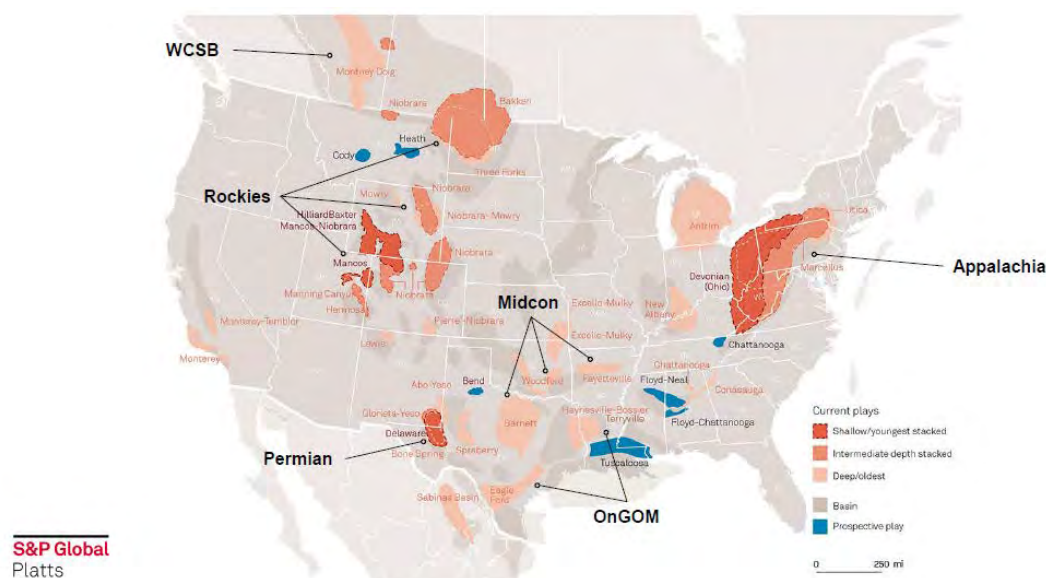 WCSB
Monterey Doig
Niobrara
Bakken
Heath
Cody
Three Forks
Rockies
Mowry
Niobrara
Hilliard Baxter
Mancos-Niobrara
Niobrara-Mowry
Antrim
Utica
Niobrara
Mancos
Devonian
(Ohio)
Marcellus
Appalachia
Manning Canyon
Niobrara
Hermosa
Midcon
Excello-Mulky
New
Albany
Monterey-Temblor
Pierre-Niobrara
Excello-Mulky
Chattanooga
Lewis
Monterey
Chattanooga
Woodford
Fayetteville
Bend
Floyd-Neal
Conasauga
Abo-Yeso
Glorieta-Yeso
Haynesville-Bossier
Terryville
Floyd-Chattanooga
Barnett
Delaware
Bone Spring
Spraberry
Permian
Tuscaloosa
Eagle
Ford
Sabinas Basin
OnGOM
Current plays
Shallow/youngest stacked
Intermediate depth stacked
Deep/oldest
Basin
Prospective play
0 250 mi
S&P Global
Platts